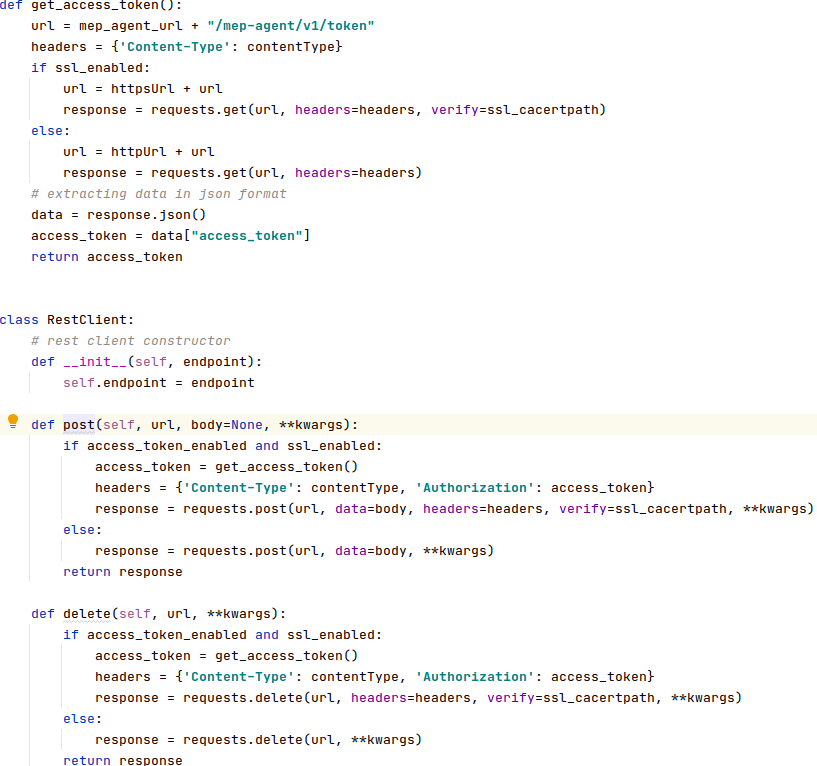 def get_access_token():
    url = mep_agent_url + "/mep-agent/v1/token"
    headers = {'Content-Type': contentType}
    if ssl_enabled:
        url = httpsUrl + url
        response = requests.get(url, headers=headers, verify=ssl_cacertpath)
    else:
        url = httpUrl + url
        response = requests.get(url, headers=headers)
    # extracting data in json format
    data = response.json()
    access_token = data["access_token"]
    return access_token


class RestClient:
    # rest client constructor
    def __init__(self, endpoint):
        self.endpoint = endpoint

    def post(self, url, body=None, **kwargs):
        if access_token_enabled and ssl_enabled:
            access_token = get_access_token()
            headers = {'Content-Type': contentType, 'Authorization': access_token}
            response = requests.post(url, data=body, headers=headers, verify=ssl_cacertpath, **kwargs)
        else:
            response = requests.post(url, data=body, **kwargs)
        return response

    def delete(self, url, **kwargs):
        if access_token_enabled and ssl_enabled:
            access_token = get_access_token()
            headers = {'Content-Type': contentType, 'Authorization': access_token}
            response = requests.delete(url, headers=headers, verify=ssl_cacertpath, **kwargs)
        else:
            response = requests.delete(url, **kwargs)
        return response